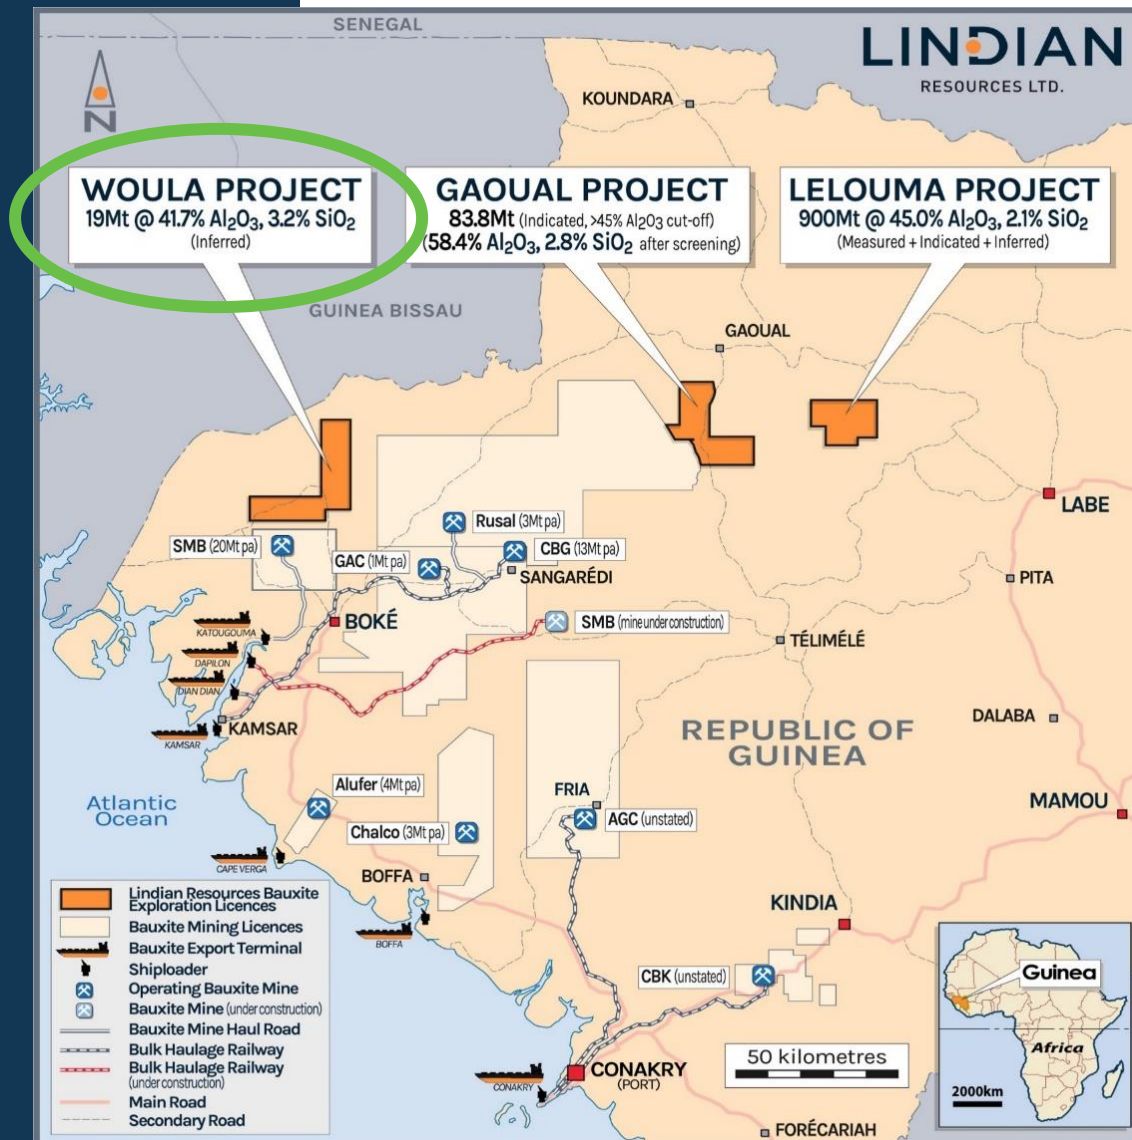 SENEGAL
LINDIAN
RESOURCES LTD.
N
KOUNDARA
WOULA PROJECT
19Mt @ 41.7% Al₂O₃, 3.2% SiO₂
(Inferred)
GAOUAL PROJECT
83.8Mt (Indicated, >45% Al₂O₃ cut-off)
(58.4% Al₂O₃, 2.8% SiO₂ after screening)
LELOUMA PROJECT
900Mt @ 45.0% Al₂O₃, 2.1% SiO₂
(Measured + Indicated + Inferred)
GUINEA BISSAU
GAOUAL
LABE
Rusal (3Mt pa)
SMB (20Mt pa)
GAC (1Mt pa)
CBG (13Mt pa)
SANGARÉDI
PITA
BOKÉ
SMB (mine under construction)
KATOUGOUMA
TÉLIMÉLÉ
DAPILON
DIAN DIAN
KAMSAR
KAMSAR
DALABA
REPUBLIC OF
GUINEA
Atlantic
Ocean
Alufer (4Mt pa)
FRIA
MAMOU
Chalco (3Mt pa)
AGC (unstated)
CAPE VERGA
BOFFA
BOFFA
KINDIA
CBK (unstated)
Lindian Resources Bauxite
Exploration Licences
Bauxite Mining Licences
Bauxite Export Terminal
Shiploader
Operating Bauxite Mine
Bauxite Mine (under construction)
Bauxite Mine Haul Road
Bulk Haulage Railway
Bulk Haulage Railway
(under construction)
Main Road
Secondary Road
CONAKRY
CONAKRY
(PORT)
50 kilometres
FORÉCARIAH
Guinea
Africa
2000km